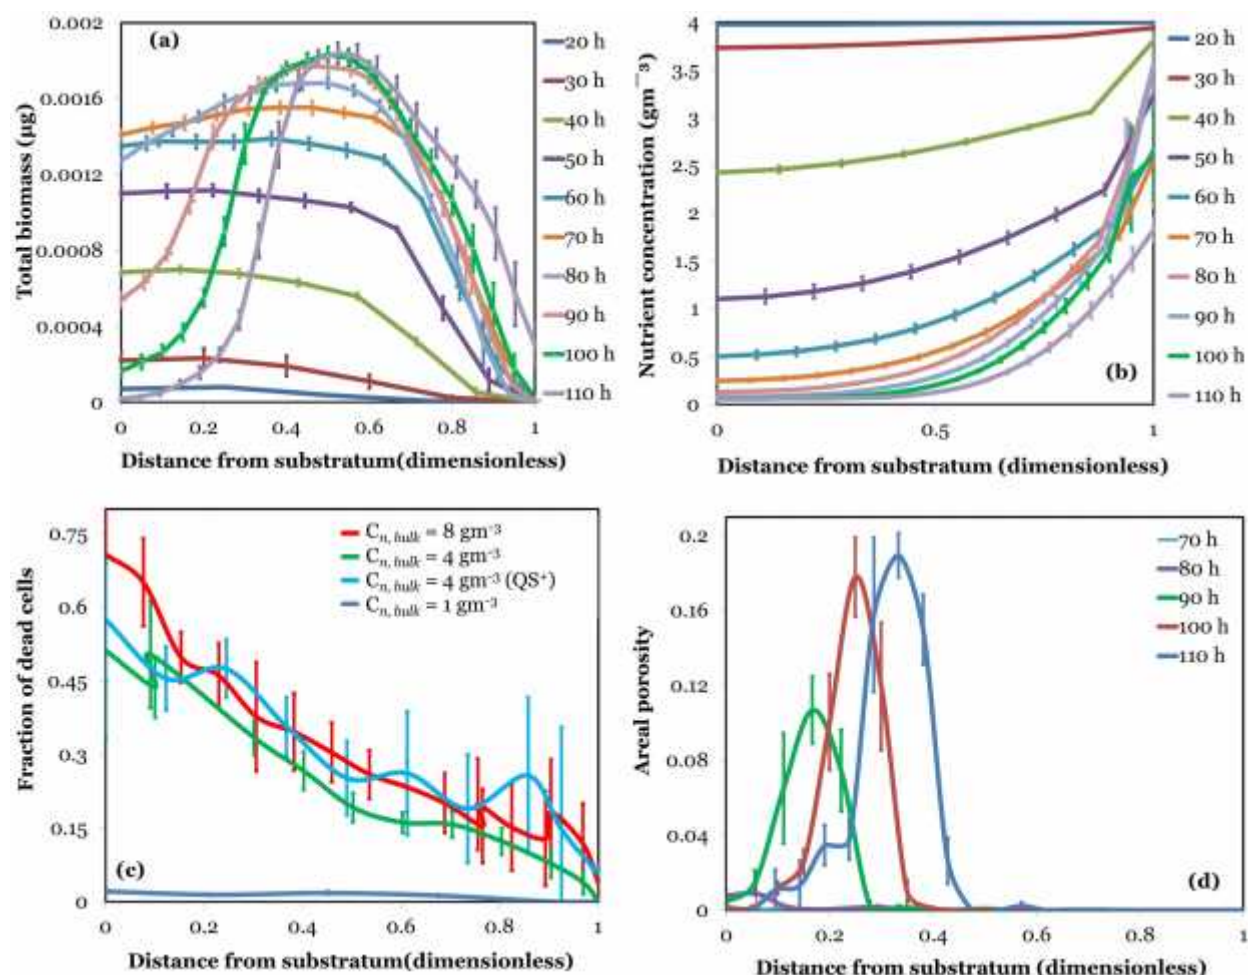 (a)
Total biomass (µg)
0.002
0.0016
0.0012
0.0008
0.0004
0
0 0.2 0.4 0.6 0.8 1
Distance from substratum(dimensionless)
20 h
30 h
40 h
50 h
60 h
70 h
80 h
90 h
100 h
110 h
(b)
Nutrient concentration (gm⁻³)
4
3.5
3
2.5
2
1.5
1
0.5
0
0 0.5 1
Distance from substratum (dimensionless)
20 h
30 h
40 h
50 h
60 h
70 h
80 h
90 h
100 h
110 h
(c)
Fraction of dead cells
0.75
0.6
0.45
0.3
0.15
0
0 0.2 0.4 0.6 0.8 1
Distance from substratum(dimensionless)
Cn, bulk = 8 gm-3
Cn, bulk = 4 gm-3
Cn, bulk = 4 gm-3 (QS+)
Cn, bulk = 1 gm-3
(d)
Areal porosity
0.2
0.16
0.12
0.08
0.04
0
0 0.2 0.4 0.6 0.8 1
Distance from substratum (dimensionless)
70 h
80 h
90 h
100 h
110 h